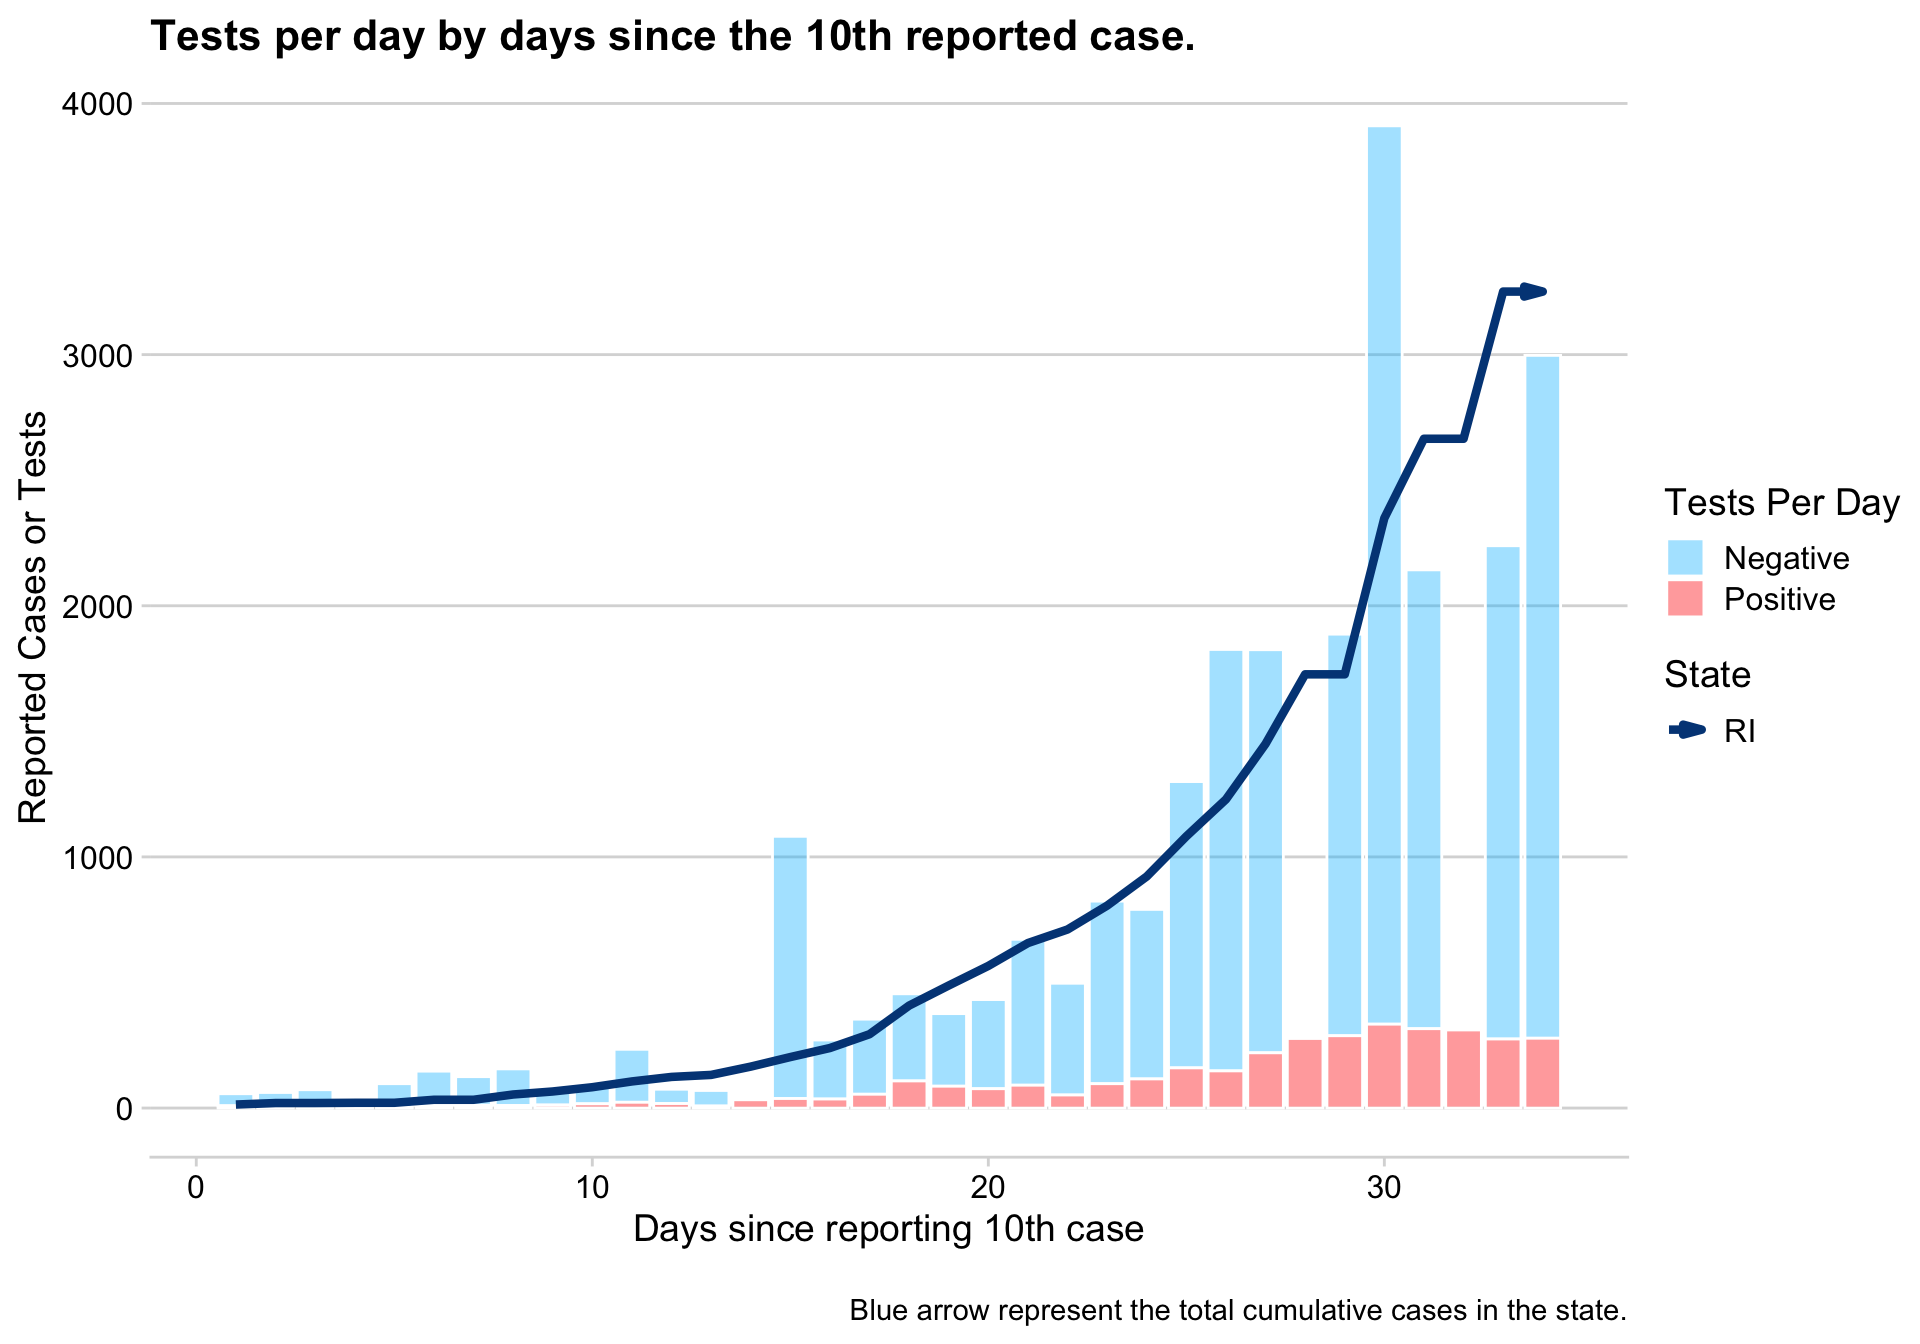 Tests per day by days since the 10th reported case.
4000
3000
2000
1000
0
Reported Cases or Tests
0 10 20 30
Days since reporting 10th case
Tests Per Day
Negative
Positive
State
RI
Blue arrow represent the total cumulative cases in the state.